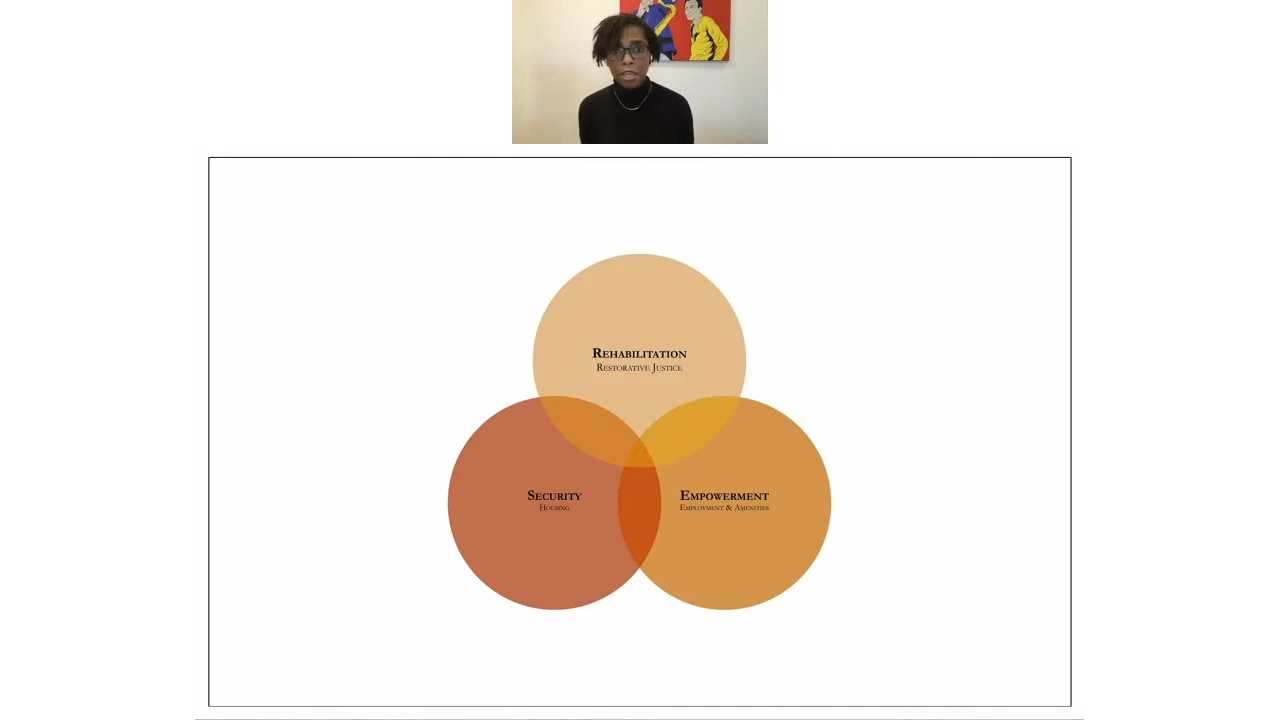 Rehabilitation
Restorative Justice
Security
Housing
Empowerment
Employment & Amenities